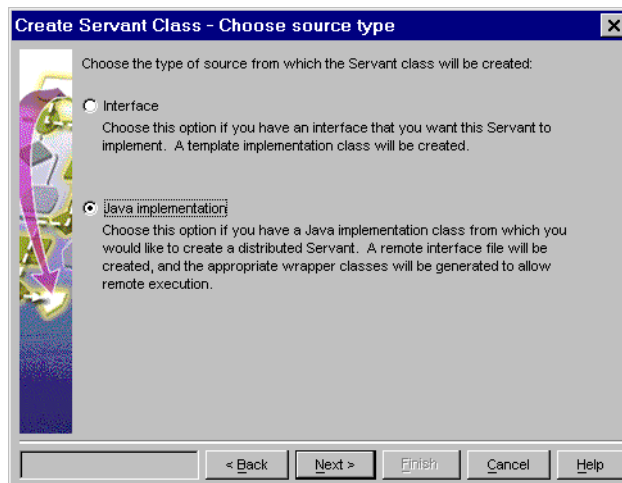 Create Servant Class - Choose source type
Choose the type of source from which the Servant class will be created:
Interface
Choose this option if you have an interface that you want this Servant to
implement. A template implementation class will be created.
Java implementation
Choose this option if you have a Java implementation class from which you
would like to create a distributed Servant. A remote interface file will be
created, and the appropriate wrapper classes will be generated to allow
remote execution.
< Back Next > Finish Cancel Help